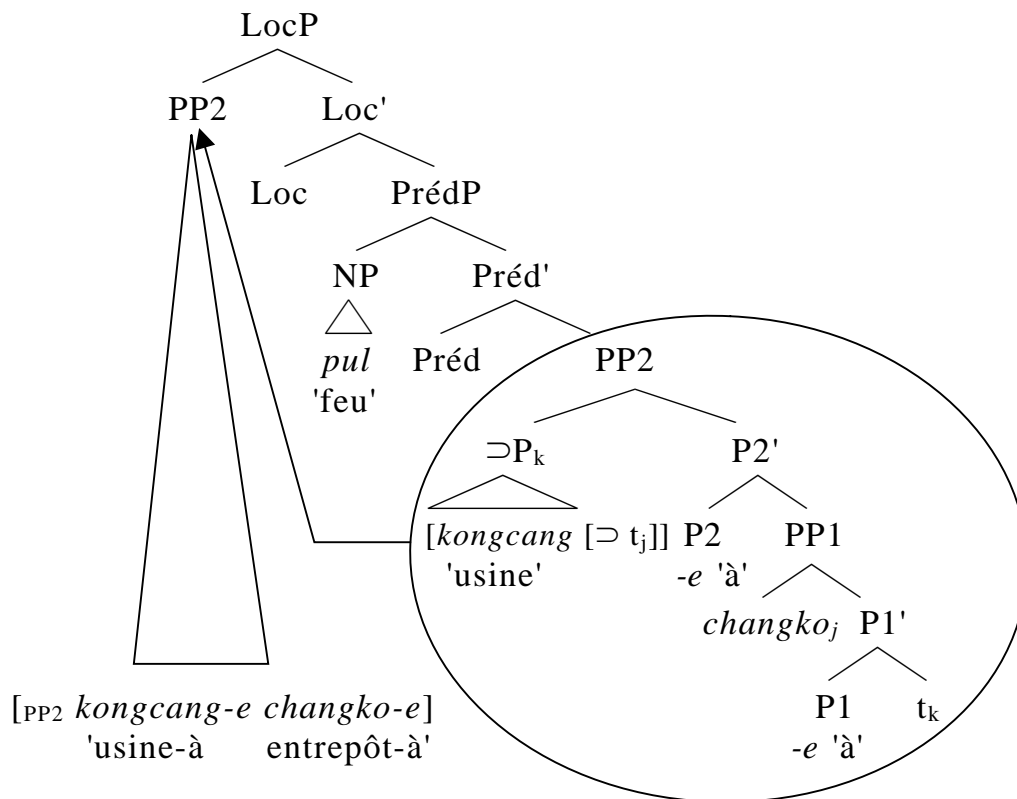 LocP
PP2 Loc'
Loc PrédP
NP Préd'
pul Préd PP2
'feu'
⊃Pk P2'
[kongcang [⊃ tj]] P2 PP1
'usine' -e 'à'
changkoj P1'
[PP2 kongcang-e changko-e] P1 tk
'usine-à entrepôt-à' -e 'à'